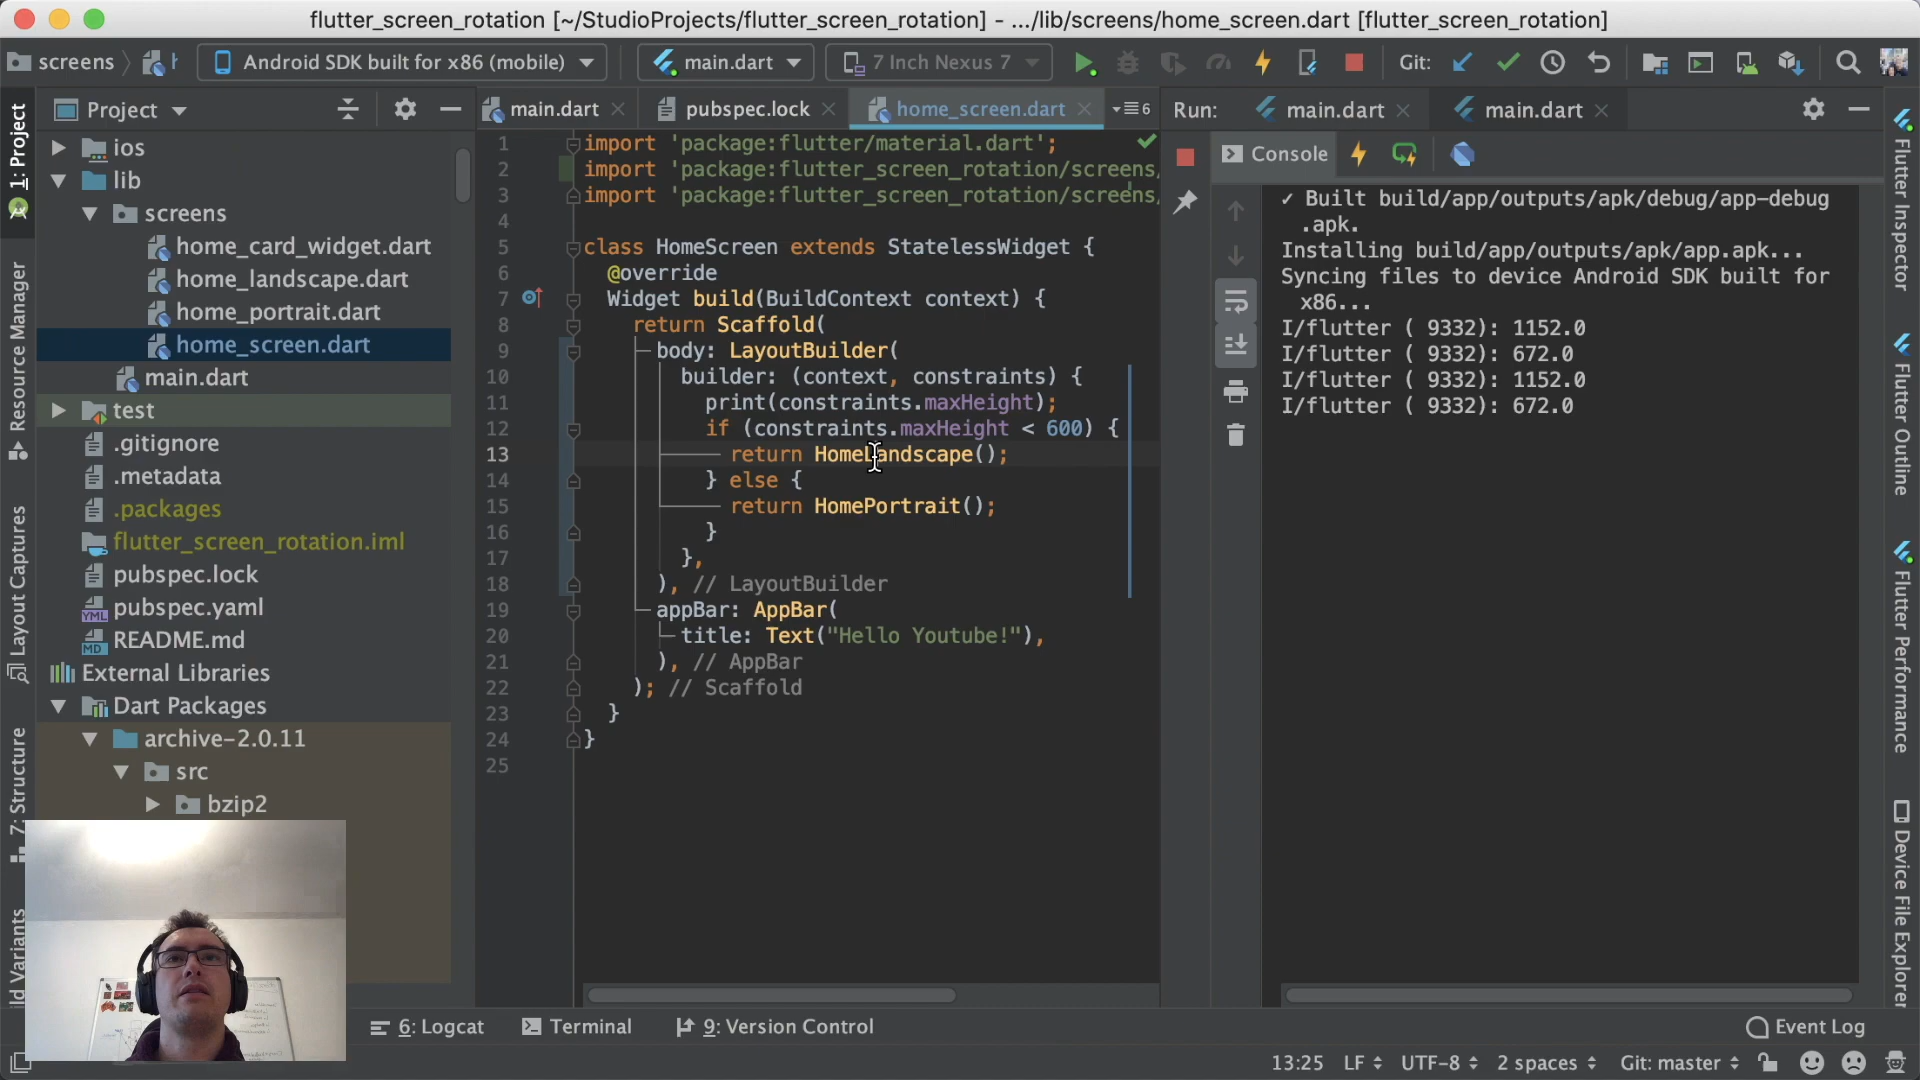 flutter_screen_rotation [~/StudioProjects/flutter_screen_rotation] - .../lib/screens/home_screen.dart [flutter_screen_rotation]
screens
Android SDK built for x86 (mobile)
main.dart
7 Inch Nexus 7
Git:
Project
main.dart
pubspec.lock
home_screen.dart
6
Run:
main.dart
main.dart
1: Project
Resource Manager
Layout Captures
7: Structure
ld Variants
ios
lib
screens
home_card_widget.dart
home_landscape.dart
home_portrait.dart
home_screen.dart
main.dart
test
.gitignore
.metadata
.packages
flutter_screen_rotation.iml
pubspec.lock
pubspec.yaml
README.md
External Libraries
Dart Packages
archive-2.0.11
src
bzip2
1 import 'package:flutter/material.dart';
2 import 'package:flutter_screen_rotation/screens/
3 import 'package:flutter_screen_rotation/screens/
4
5 class HomeScreen extends StatelessWidget {
6 @override
7 Widget build(BuildContext context) {
8 return Scaffold(
9 body: LayoutBuilder(
10 builder: (context, constraints) {
11 print(constraints.maxHeight);
12 if (constraints.maxHeight < 600) {
13 return HomeLandscape();
14 } else {
15 return HomePortrait();
16 }
17 },
18 ), // LayoutBuilder
19 appBar: AppBar(
20 title: Text("Hello Youtube!"),
21 ), // AppBar
22 ); // Scaffold
23 }
24 }
25
Console
✓ Built build/app/outputs/apk/debug/app-debug
.apk.
Installing build/app/outputs/apk/app.apk...
Syncing files to device Android SDK built for
x86...
I/flutter ( 9332): 1152.0
I/flutter ( 9332): 672.0
I/flutter ( 9332): 1152.0
I/flutter ( 9332): 672.0
Flutter Inspector
Flutter Outline
Flutter Performance
Device File Explorer
6: Logcat
Terminal
9: Version Control
Event Log
13:25
LF
UTF-8
2 spaces
Git: master